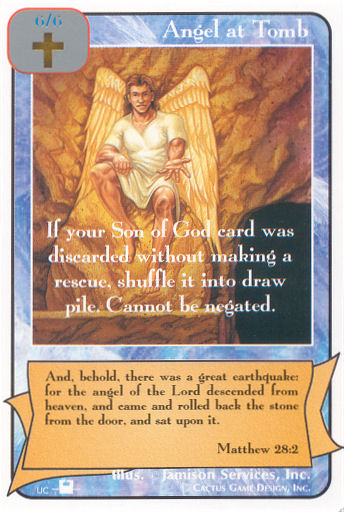 6/6
Angel at Tomb
If your Son of God card was
discarded without making a
rescue, shuffle it into draw
pile. Cannot be negated.
And, behold, there was a great earthquake:
for the angel of the Lord descended from
heaven, and came and rolled back the stone
from the door, and sat upon it.
Matthew 28:2
Illus. © Jamison Services, Inc.
UC
© Cactus Game Design, Inc.